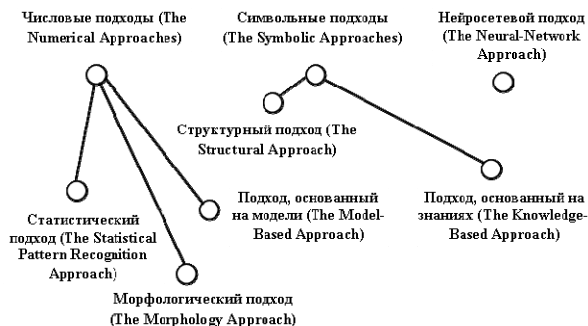 Числовые подходы (The
Numerical Approaches)
Символьные подходы
(The Symbolic Approaches)
Нейросетевой подход
(The Neural-Network
Approach)
Структурный подход (The
Structural Approach)
Статистический
подход (The Statistical
Pattern Recognition
Approach)
Подход, основанный
на модели (The Model-
Based Approach)
Подход, основанный на
знаниях (The Knowledge-
Based Approach)
Морфологический подход
(The Morphology Approach)